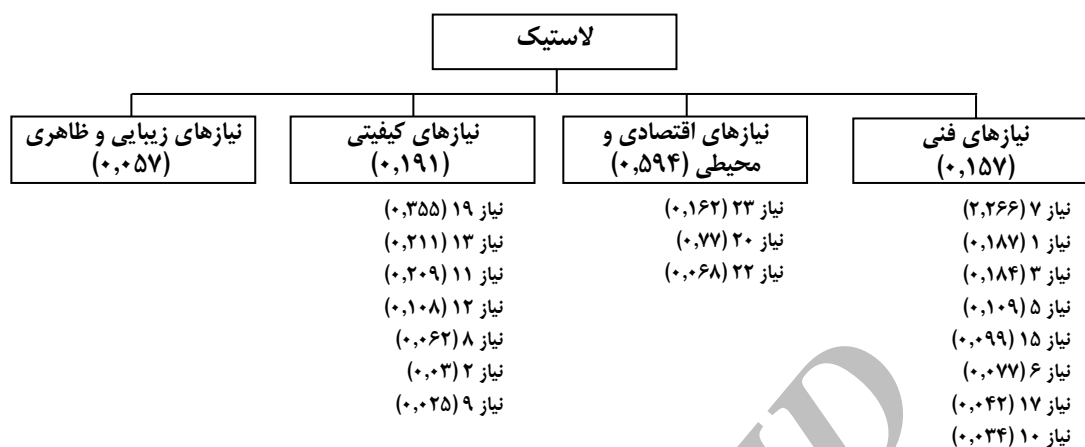 لاستیک
نیازهای فنی
(۰,۱۵۷)
نیازهای اقتصادی و
محیطی (۰,۵۹۴)
نیازهای کیفیتی
(۰,۱۹۱)
نیازهای زیبایی و ظاهری
(۰,۰۵۷)
نیاز ۷ (۲,۲۶۶)
نیاز ۱ (۰,۱۸۷)
نیاز ۳ (۰,۱۸۴)
نیاز ۵ (۰,۱۰۹)
نیاز ۱۵ (۰,۰۹۹)
نیاز ۶ (۰,۰۷۷)
نیاز ۱۷ (۰,۰۴۲)
نیاز ۱۰ (۰,۰۳۴)
نیاز ۲۳ (۰,۱۶۲)
نیاز ۲۰ (۰,۷۷)
نیاز ۲۲ (۰,۰۶۸)
نیاز ۱۹ (۰,۳۵۵)
نیاز ۱۳ (۰,۲۱۱)
نیاز ۱۱ (۰,۲۰۹)
نیاز ۱۲ (۰,۱۰۸)
نیاز ۸ (۰,۰۶۲)
نیاز ۲ (۰,۰۳)
نیاز ۹ (۰,۰۲۵)